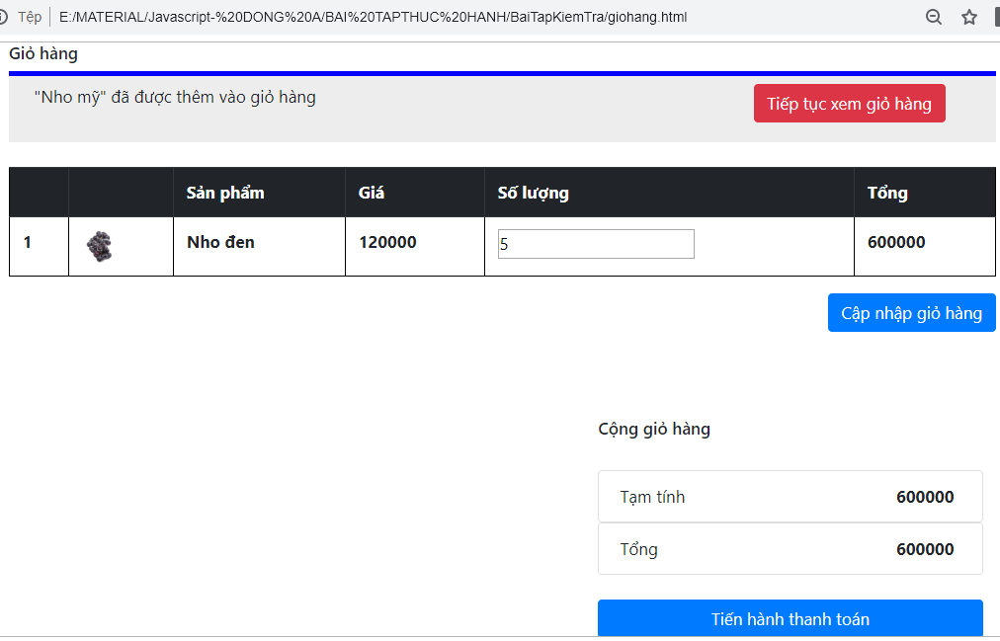 Tệp E:/MATERIAL/Javascript-%20DONG%20A/BAI%20TAPTHUC%20HANH/BaiTapKiemTra/giohang.html
Giỏ hàng
"Nho mỹ" đã được thêm vào giỏ hàng Tiếp tục xem giỏ hàng
Sản phẩm Giá Số lượng Tổng
1 Nho đen 120000 5 600000
Cập nhập giỏ hàng
Cộng giỏ hàng
Tạm tính 600000
Tổng 600000
Tiến hành thanh toán